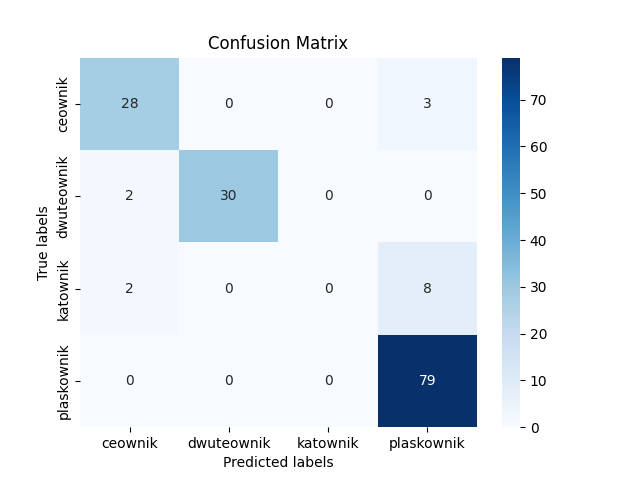 Confusion Matrix
True labels
ceownik 28 0 0 3
dwuteownik 2 30 0 0
katownik 2 0 0 8
plaskownik 0 0 0 79
ceownik dwuteownik katownik plaskownik
Predicted labels
70
60
50
40
30
20
10
0